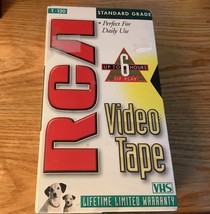 T-120
STANDARD GRADE
• Perfect For
Daily Use
RCA
UP TO 6 HOURS
SLP PLAY
Video
Tape
VHS
LIFETIME LIMITED WARRANTY